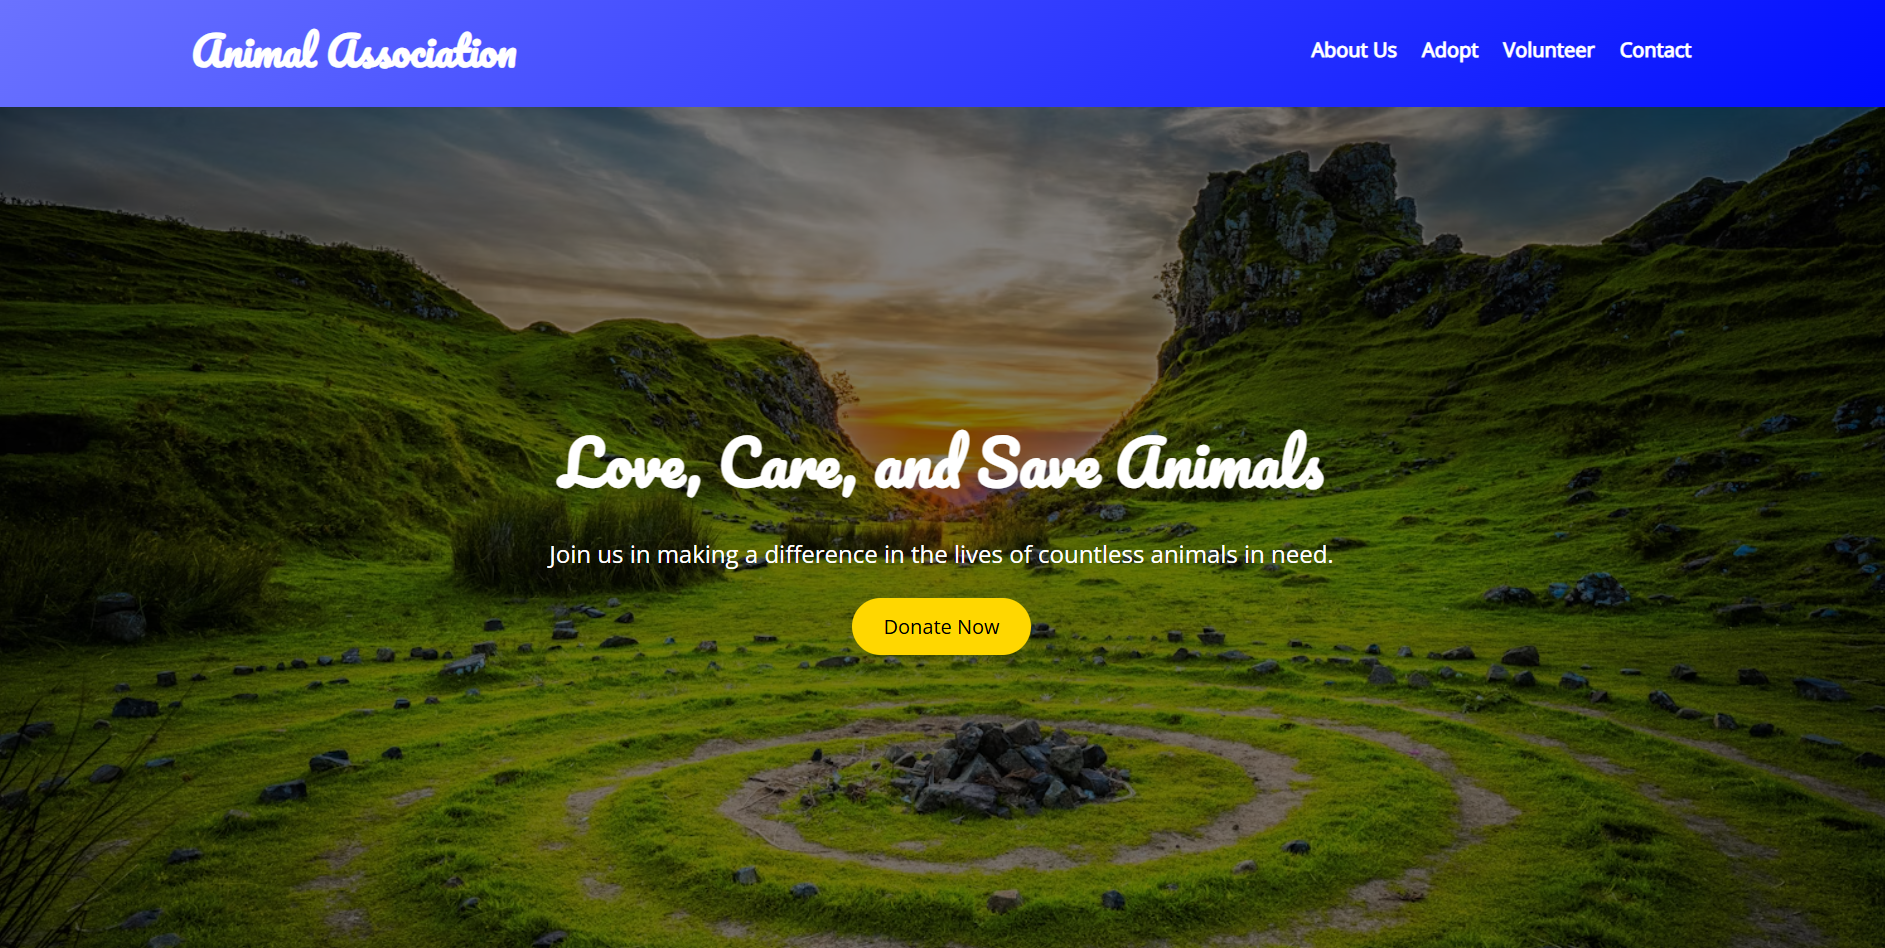 Animal Association
About Us Adopt Volunteer Contact
Love, Care, and Save Animals
Join us in making a difference in the lives of countless animals in need.
Donate Now